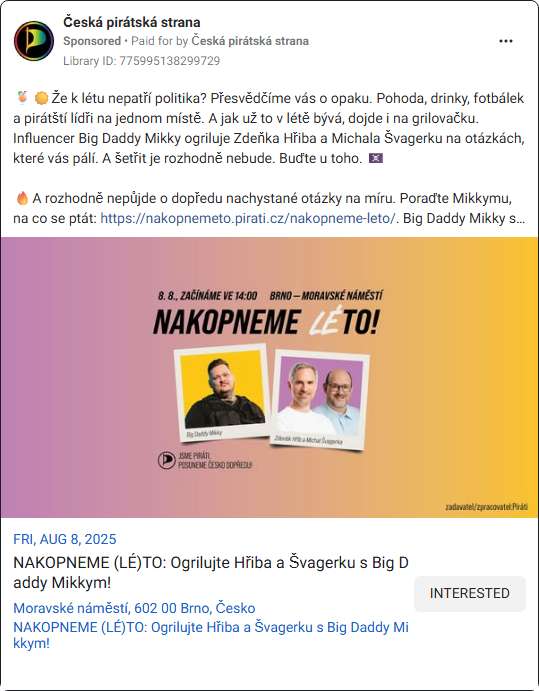 Česká pirátská strana
Sponsored • Paid for by Česká pirátská strana
Library ID: 775995138299729
Že k létu nepatří politika? Přesvědčíme vás o opaku. Pohoda, drinky, fotbálek
a pirátští lídři na jednom místě. A jak už to v létě bývá, dojde i na grilovačku.
Influencer Big Daddy Mikky ogriluje Zdeňka Hřiba a Michala Švagerku na otázkách,
které vás pálí. A šetřit je rozhodně nebude. Buďte u toho.
A rozhodně nepůjde o dopředu nachystané otázky na míru. Poraďte Mikkymu,
na co se ptát: https://nakopnemeto.pirati.cz/nakopneme-leto/. Big Daddy Mikky s...
8. 8., ZAČÍNÁME VE 14:00 BRNO – MORAVSKÉ NÁMĚSTÍ
NAKOPNEME LÉTO!
Big Daddy Mikky
Zdeněk Hřib a Michal Švagerka
JSME PIRÁTI,
POSUNEME ČESKO DOPŘEDU!
zadavatel/zpracovatel:Piráti
FRI, AUG 8, 2025
NAKOPNEME (LÉ)TO: Ogrilujte Hřiba a Švagerku s Big D
addy Mikkym!
INTERESTED
Moravské náměstí, 602 00 Brno, Česko
NAKOPNEME (LÉ)TO: Ogrilujte Hřiba a Švagerku s Big Daddy Mi
kkym!